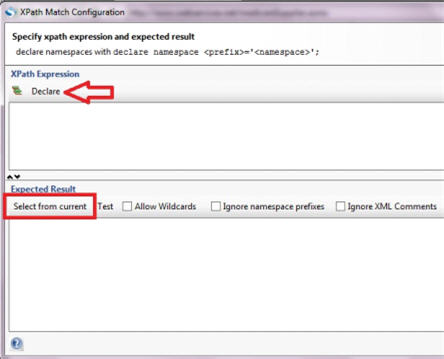 XPath Match Configuration
Specify xpath expression and expected result
declare namespaces with declare namespace <prefix>='<namespace>';
XPath Expression
Declare
Expected Result
Select from current Test Allow Wildcards Ignore namespace prefixes Ignore XML Comments